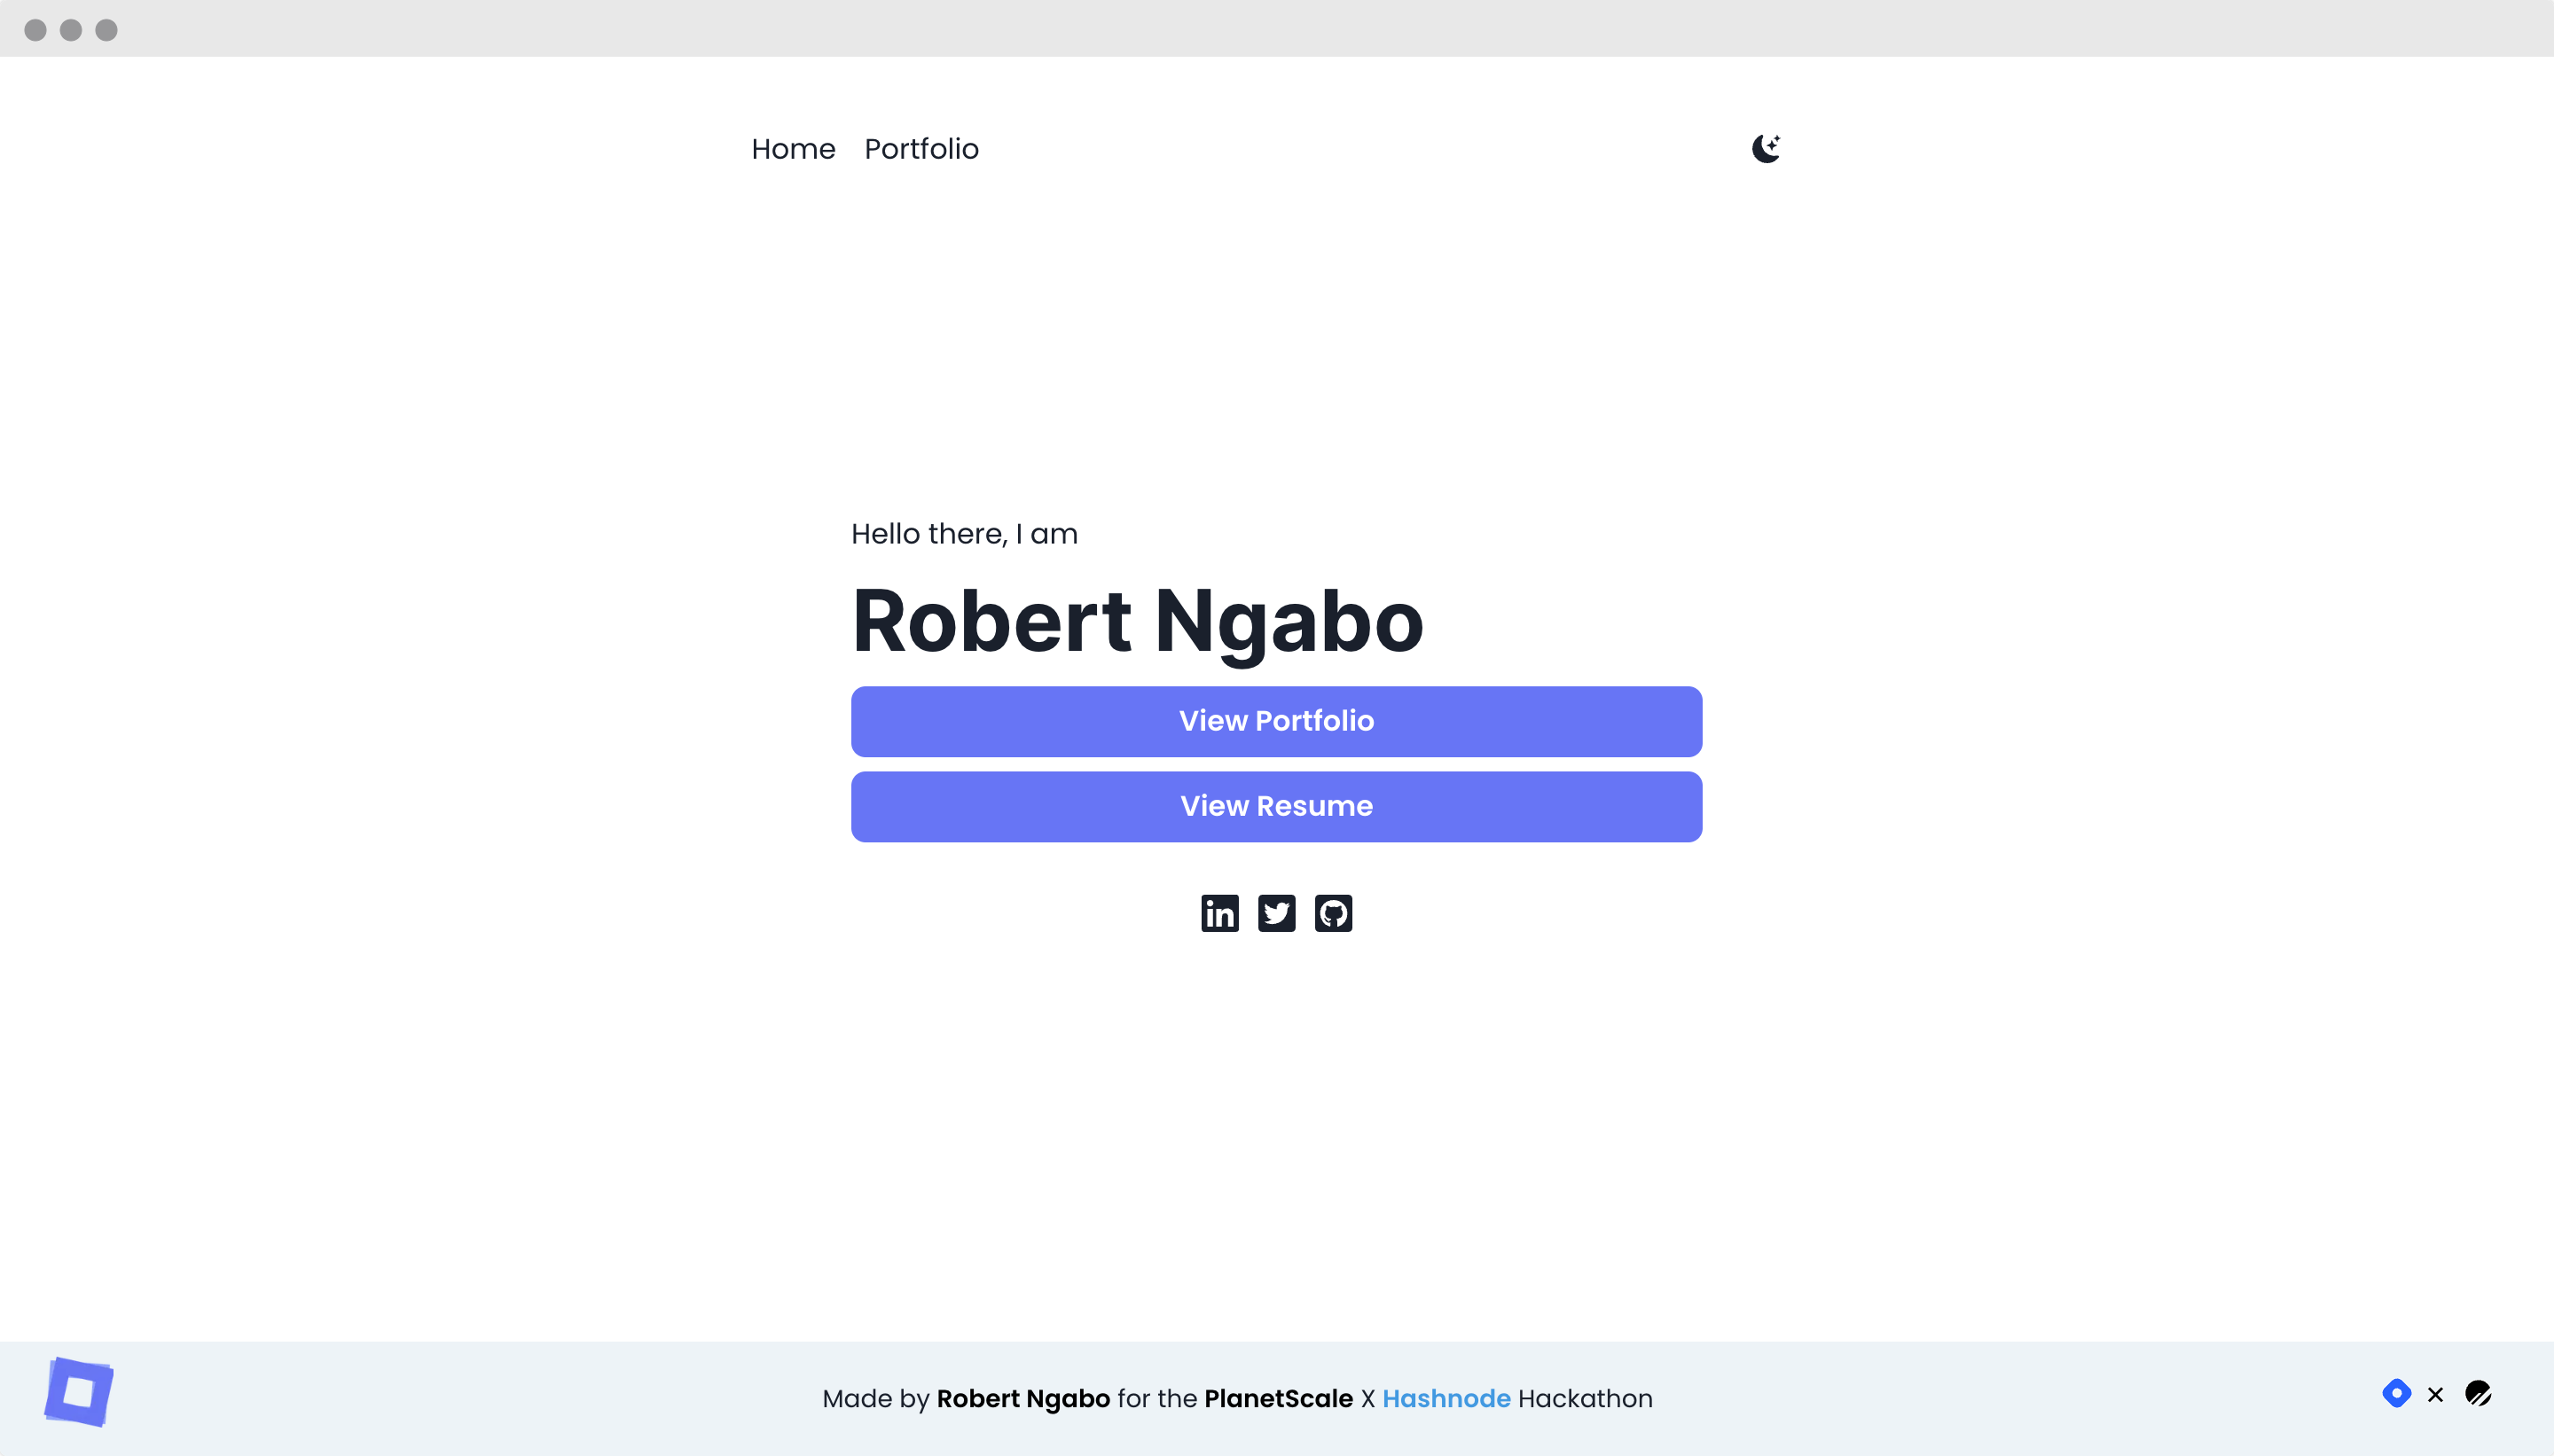 Home Portfolio
Hello there, I am
Robert Ngabo
View Portfolio
View Resume
in
Made by Robert Ngabo for the PlanetScale X Hashnode Hackathon